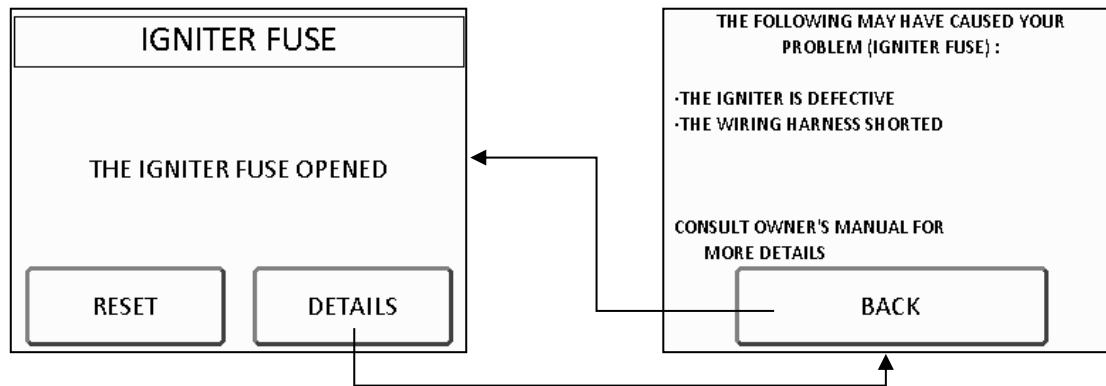 IGNITER FUSE
THE IGNITER FUSE OPENED
RESET
DETAILS
THE FOLLOWING MAY HAVE CAUSED YOUR
PROBLEM (IGNITER FUSE) :
·THE IGNITER IS DEFECTIVE
·THE WIRING HARNESS SHORTED
CONSULT OWNER'S MANUAL FOR
MORE DETAILS
BACK